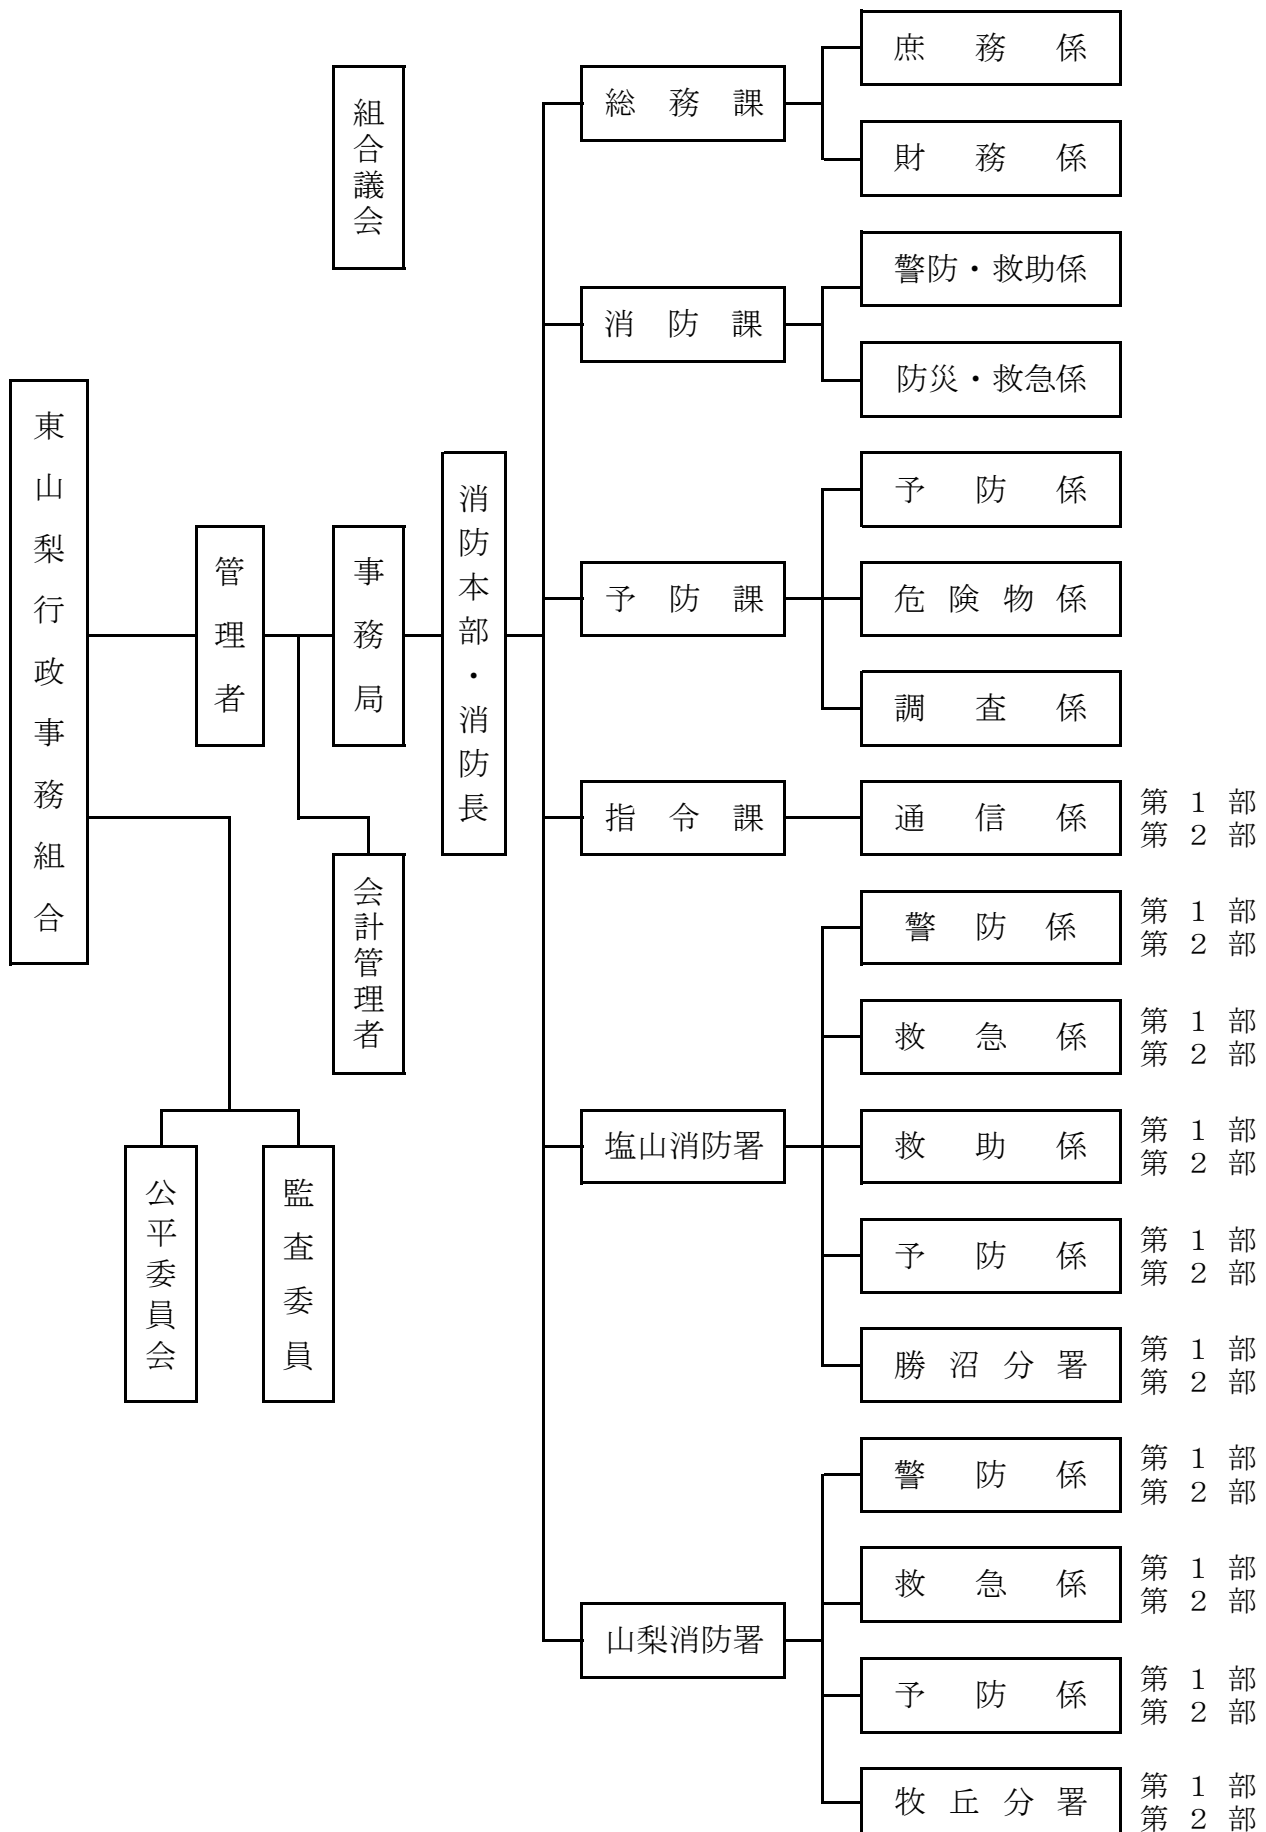 東山梨行政事務組合
管理者
事務局
組合議会
会計管理者
公平委員会
監査委員
消防本部・消防長
総務課
庶務係
財務係
消防課
警防・救助係
防災・救急係
予防課
予防係
危険物係
調査係
指令課
通信係
第1部
第2部
塩山消防署
警防係
第1部
第2部
救急係
第1部
第2部
救助係
第1部
第2部
予防係
第1部
第2部
勝沼分署
第1部
第2部
山梨消防署
警防係
第1部
第2部
救急係
第1部
第2部
予防係
第1部
第2部
牧丘分署
第1部
第2部